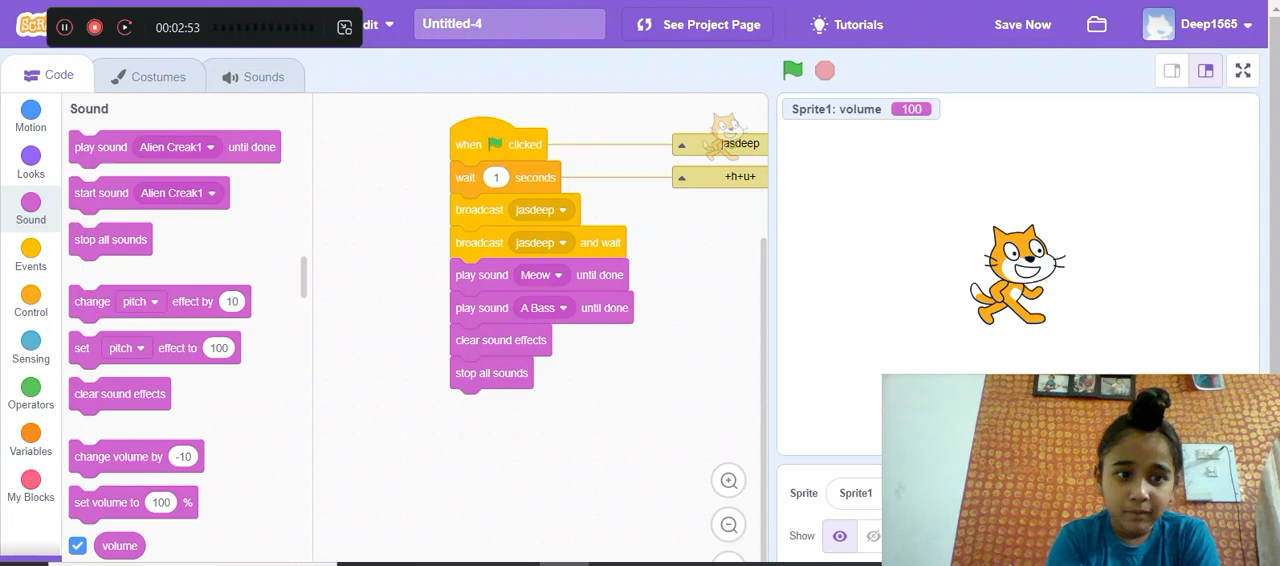 00:02:53
dit
Untitled-4
See Project Page
Tutorials
Save Now
Deep1565
Code
Costumes
Sounds
Motion
Looks
Sound
Events
Control
Sensing
Operators
Variables
My Blocks
Sound
play sound Alien Creak1 until done
start sound Alien Creak1
stop all sounds
change pitch effect by 10
set pitch effect to 100
clear sound effects
change volume by -10
set volume to 100 %
volume
when clicked
wait 1 seconds
broadcast jasdeep
broadcast jasdeep and wait
play sound Meow until done
play sound A Bass until done
clear sound effects
stop all sounds
jasdeep
+h+u+
Sprite1: volume 100
Sprite Sprite1
Show